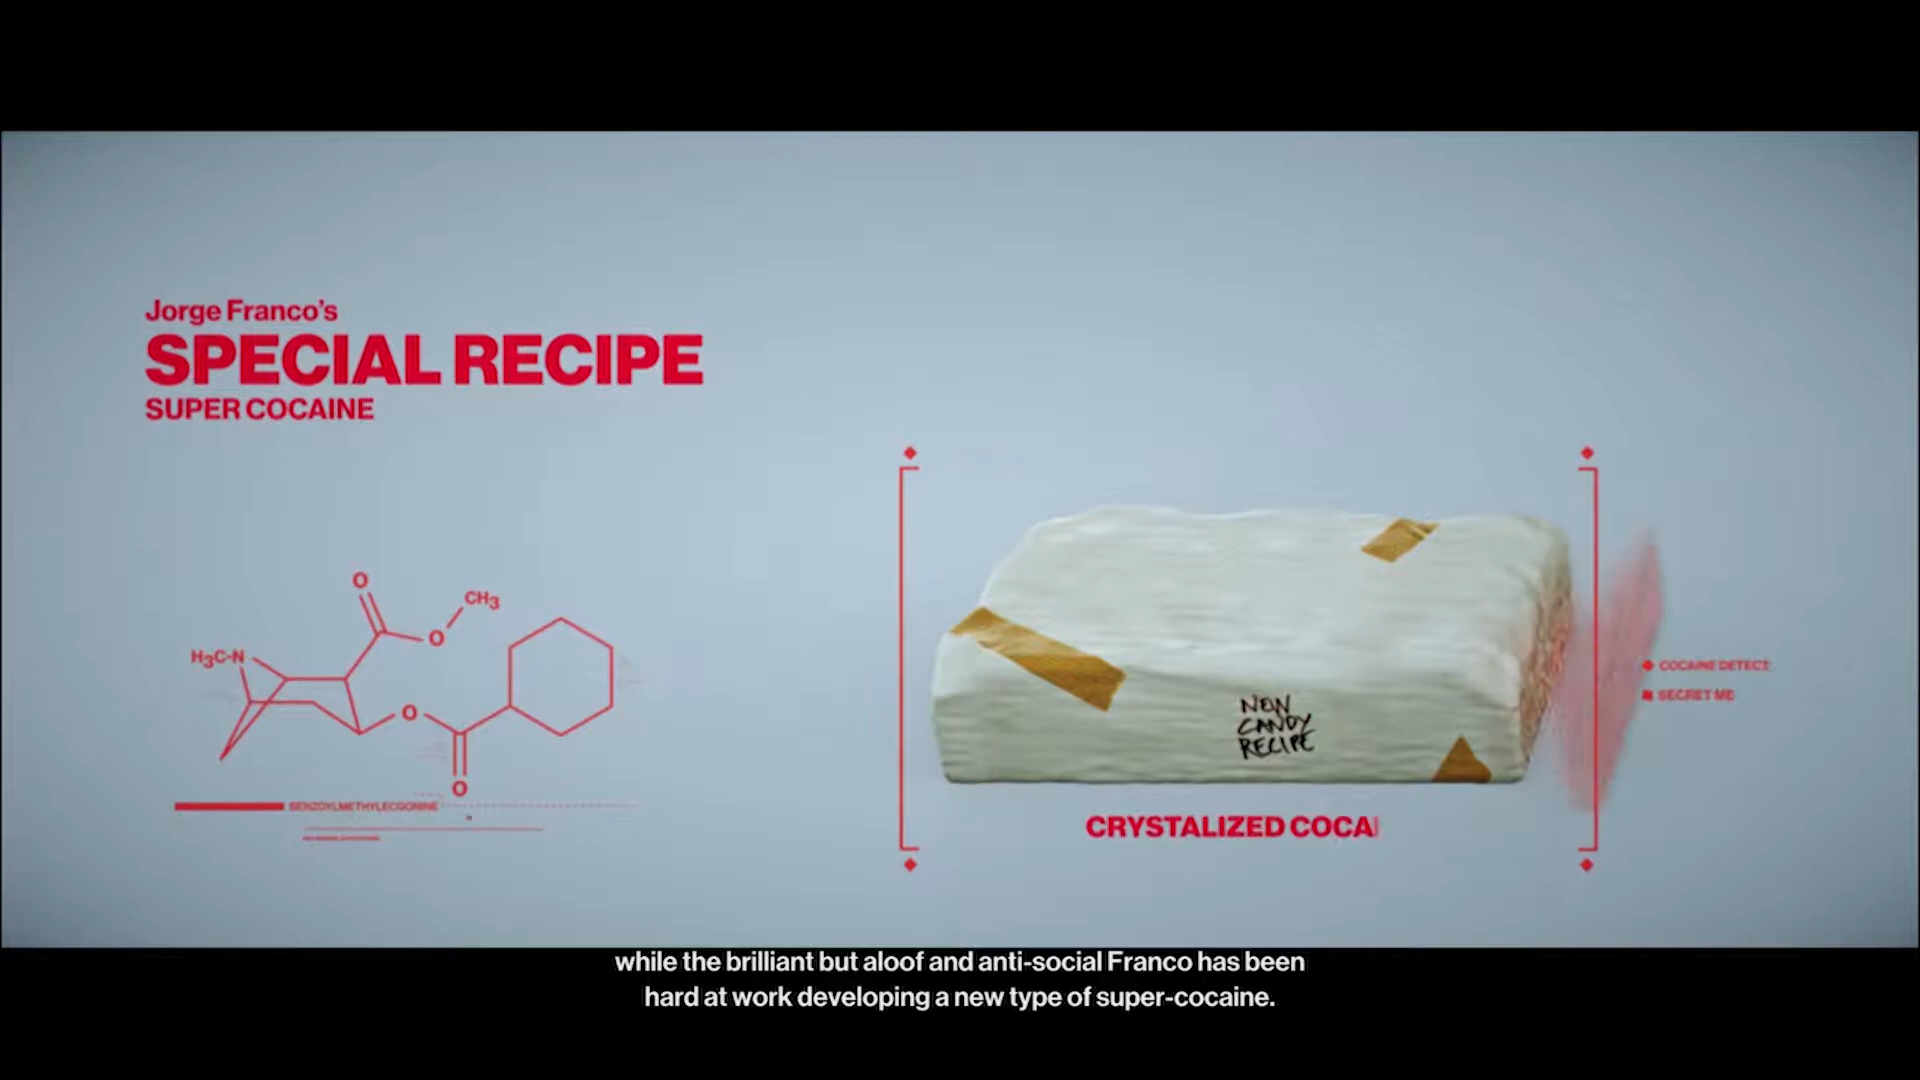 Jorge Franco's
SPECIAL RECIPE
SUPER COCAINE
O
CH3
O
H3C-N
O
O
BENZOYLMETHYLECGONINE
NEW
CANDY
RECIPE
CRYSTALIZED COCA
COCAINE DETECT
SECRET ME
while the brilliant but aloof and anti-social Franco has been
hard at work developing a new type of super-cocaine.